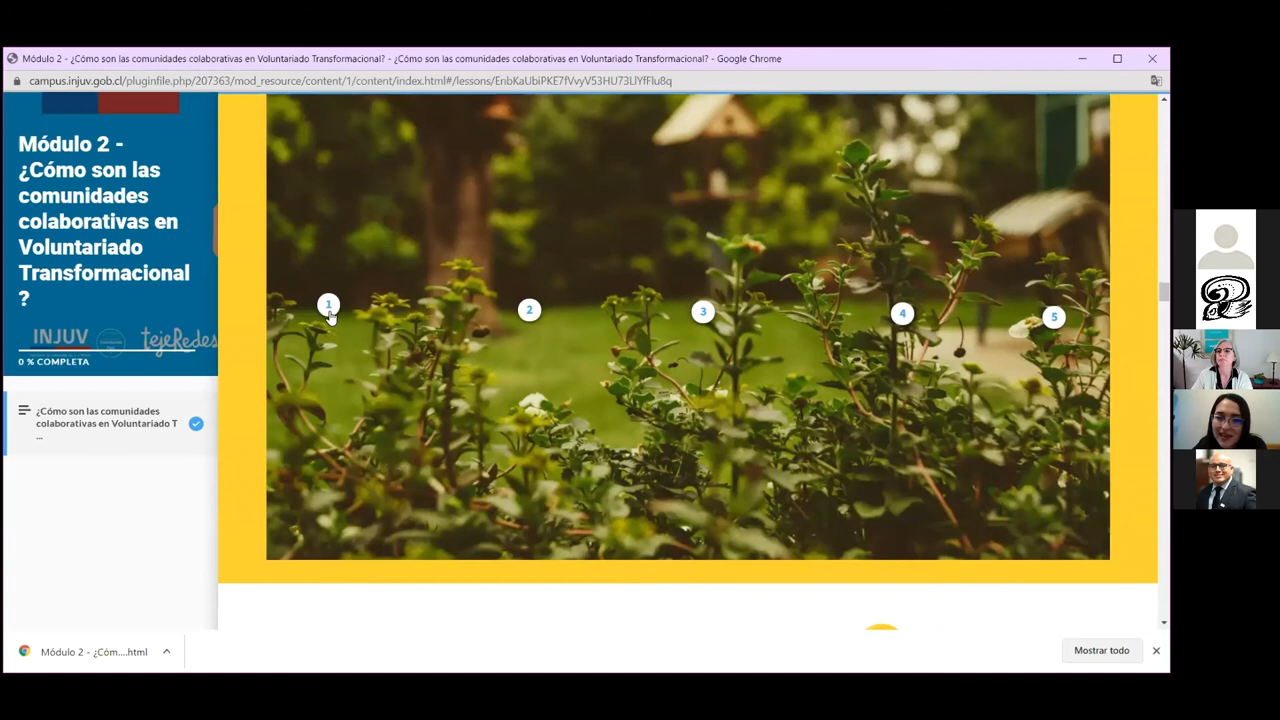 Módulo 2 - ¿Cómo son las comunidades colaborativas en Voluntariado Transformacional? - ¿Cómo son las comunidades colaborativas en Voluntariado Transformacional? - Google Chrome
campus.injuv.gob.cl/pluginfile.php/207363/mod_resource/content/1/content/index.html#/lessons/EnbKaUbiPKE7fVvyV53HU73LlYfFlu8q
Módulo 2 -
¿Cómo son las
comunidades
colaborativas en
Voluntariado
Transformacional
?
INJUV tejeRedes
0 % COMPLETA
¿Cómo son las comunidades
colaborativas en Voluntariado T
...
1 2 3 4 5
Módulo 2 - ¿Cóm....html
Mostrar todo